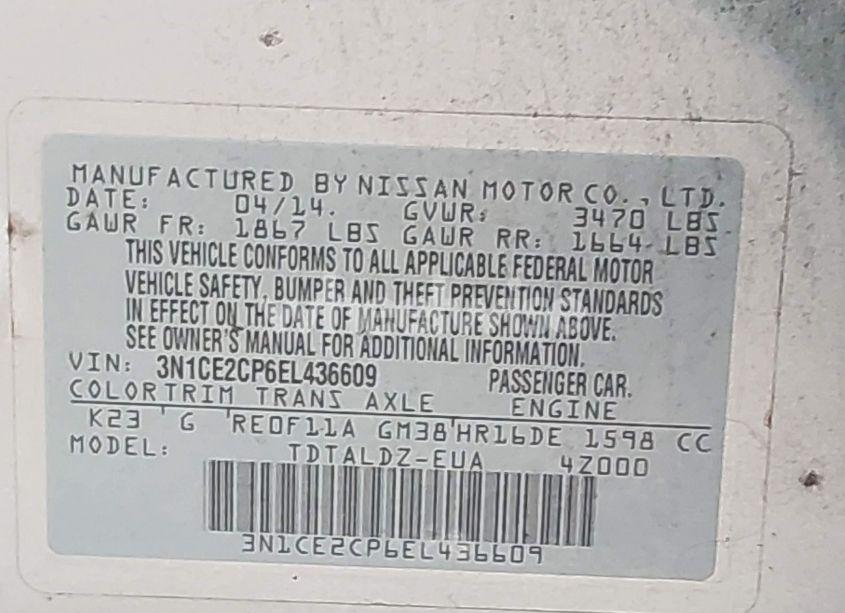 MANUFACTURED BY NISSAN MOTOR CO., LTD.
DATE: 04/14. GVWR: 3470 LBS
GAWR FR: 1867 LBS GAWR RR: 1664 LBS
THIS VEHICLE CONFORMS TO ALL APPLICABLE FEDERAL MOTOR
VEHICLE SAFETY, BUMPER AND THEFT PREVENTION STANDARDS
IN EFFECT ON THE DATE OF MANUFACTURE SHOWN ABOVE.
SEE OWNER'S MANUAL FOR ADDITIONAL INFORMATION.
VIN: 3N1CE2CP6EL436609 PASSENGER CAR.
COLOR TRIM TRANS AXLE ENGINE
K23 ' G ' RE0F11A GM38 ' HR16DE 1598 CC
MODEL: TDTALDZ-EUA 4Z000
3N1CE2CP6EL436609